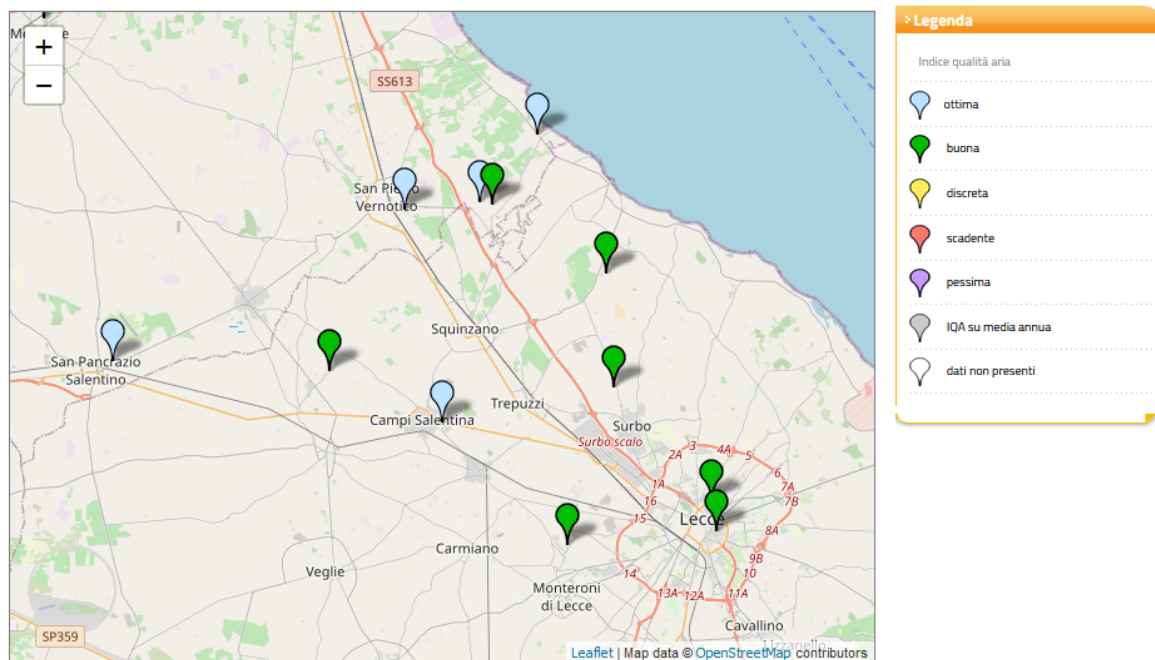 +
−
SS613
San Pietro
Vernotico
Squinzano
San Pancrazio
Salentino
Campi Salentina
Trepuzzi
Surbo
Surbo scalo
2A
3
4A
5
6
7A
7B
1A
16
15
Lecce
8A
9B
10
11A
12A
13A
14
Carmiano
Veglie
Monteroni
di Lecce
Cavallino
Lizzanello
SP359
Leaflet | Map data © OpenStreetMap contributors
Legenda
Indice qualità aria
ottima
buona
discreta
scadente
pessima
IQA su media annua
dati non presenti